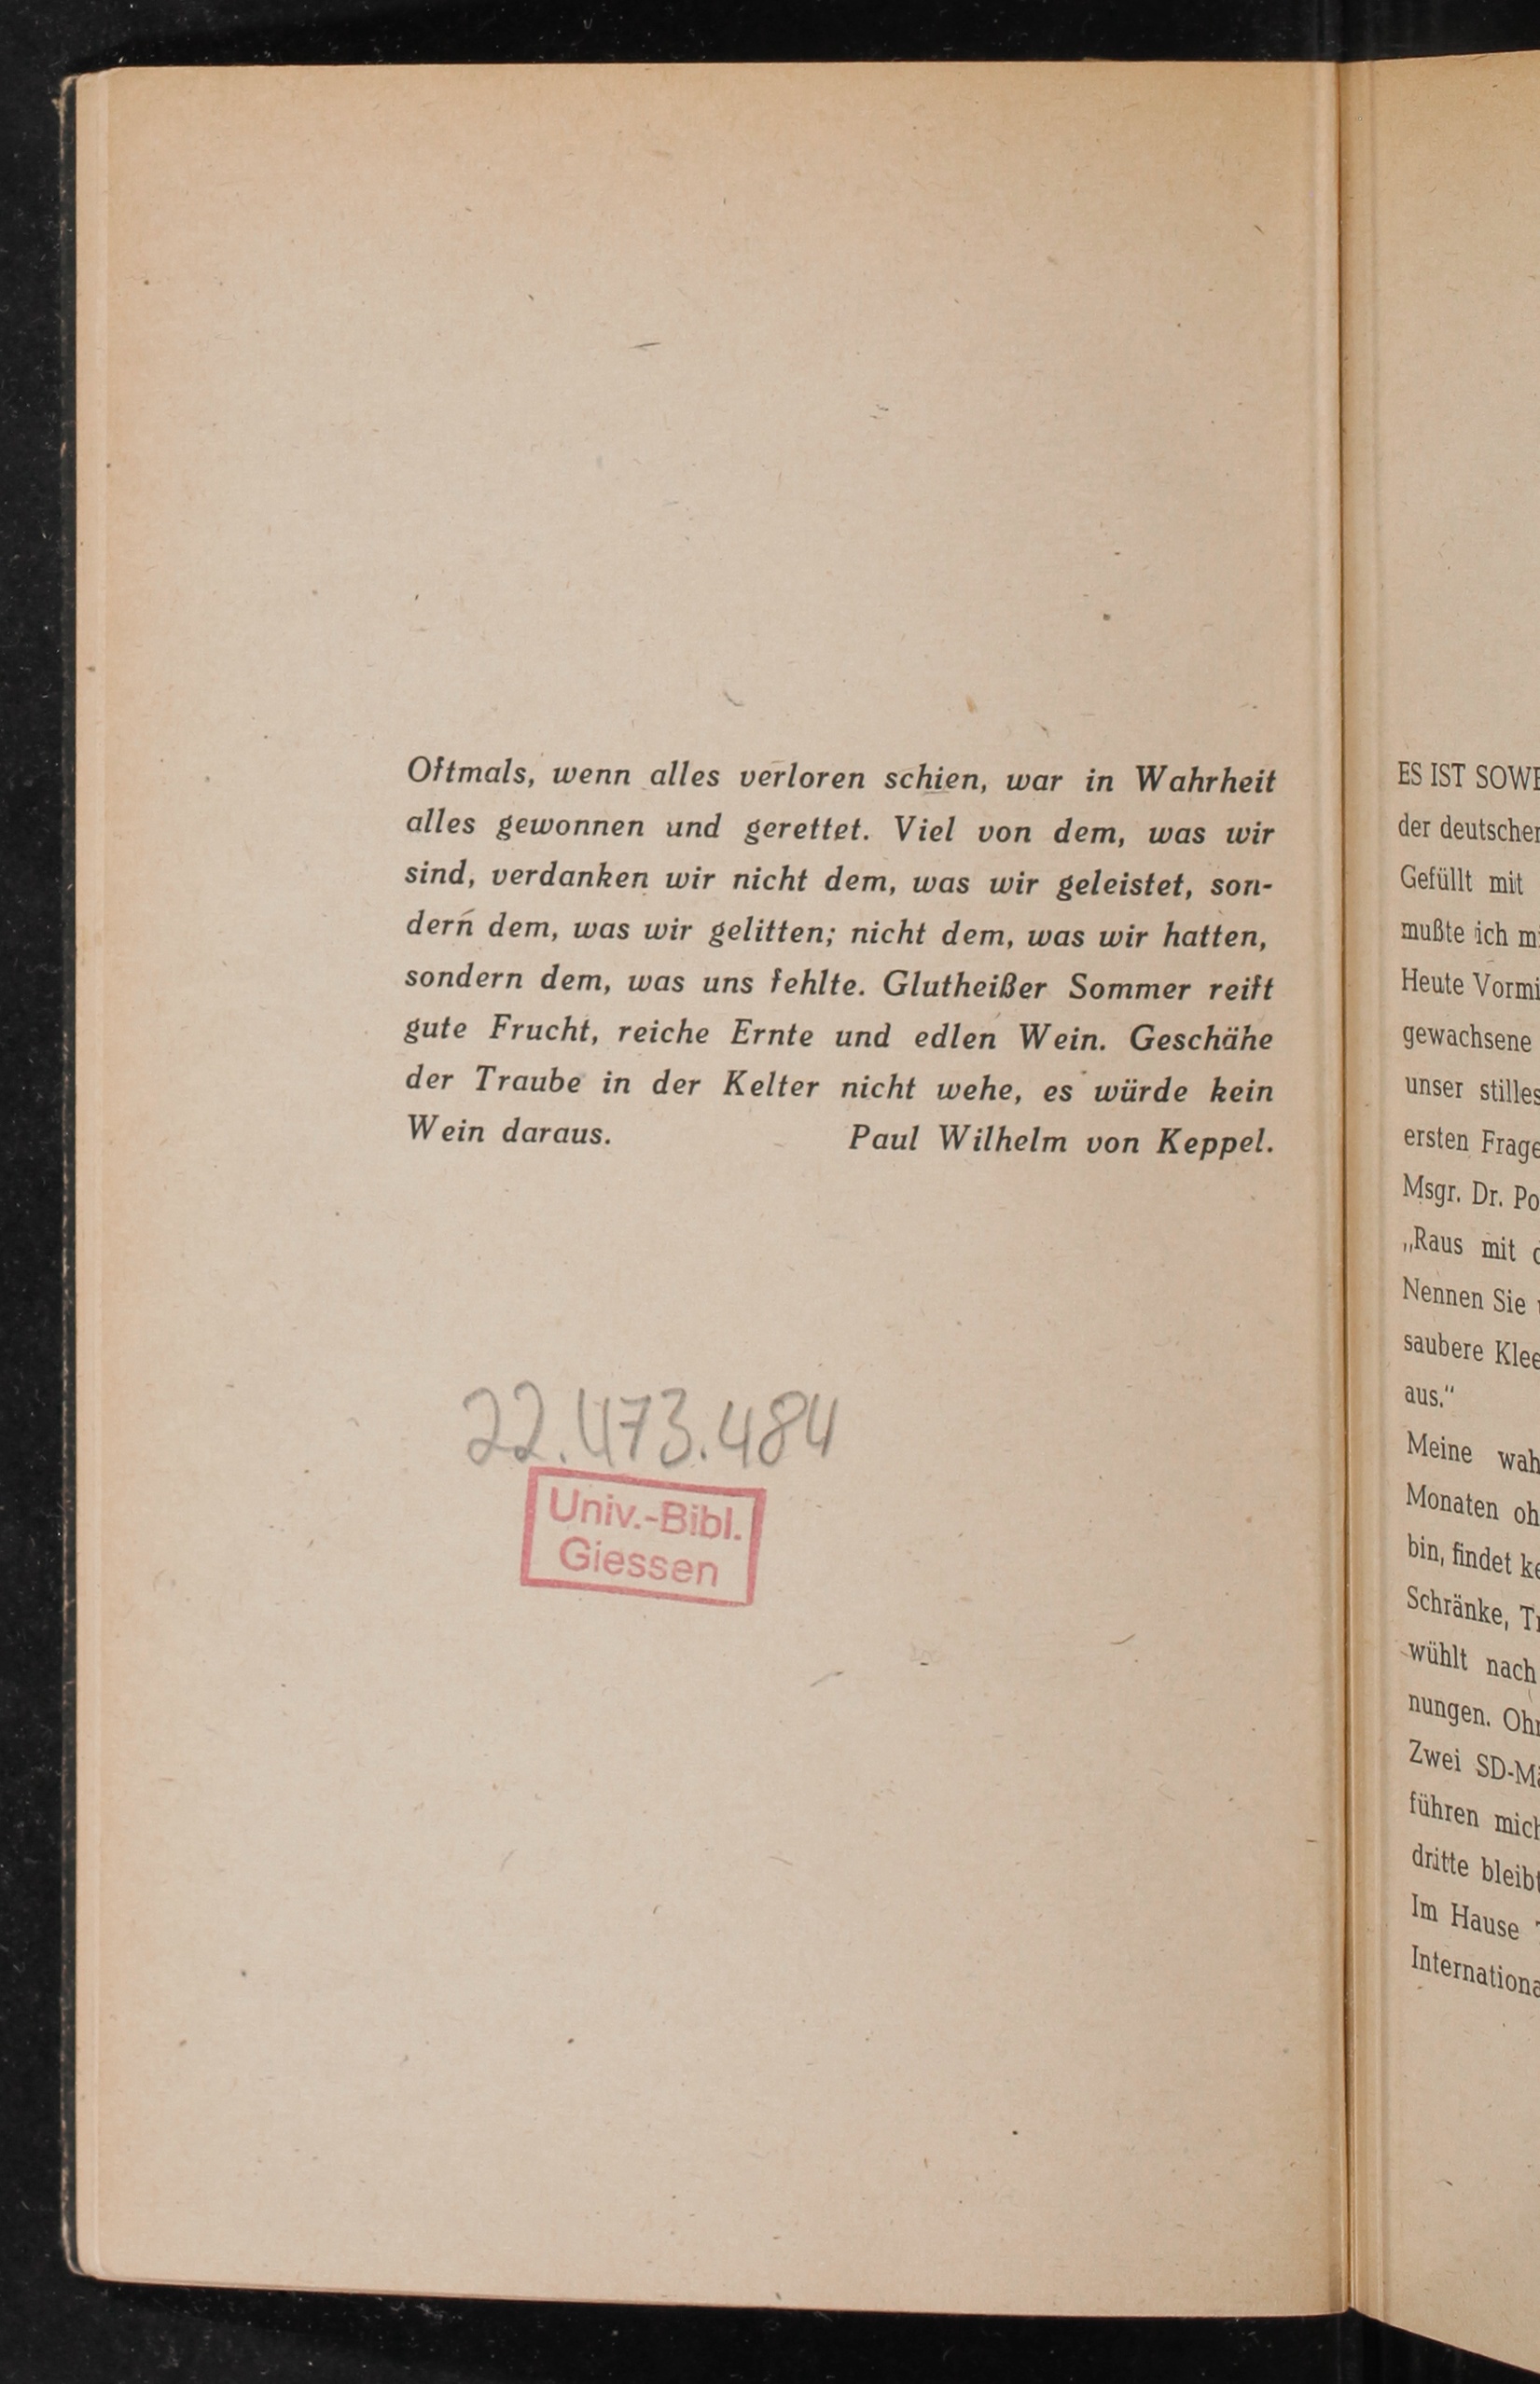 Oftmals, wenn alles verloren schien, war in Wahrheit
alles gewonnen und gerettet. Viel von dem, was wir
sind, verdanken wir nicht dem, was wir geleistet, son-
dern dem, was wir gelitten; nicht dem, was wir hatten,
sondern dem, was uns fehlte. Glutheißer Sommer reift
gute Frucht, reiche Ernte und edlen Wein. Geschähe
der Traube in der Kelter nicht wehe, es würde kein
Wein daraus. Paul Wilhelm von Keppel.
22.473.484
Univ.-Bibl.
Giessen
ES IST
der
Gefüllt mit
mußte ich
Heute
gewachsene
unser
ersten
Msgr. Dr.
„Raus mit
Nennen Sie
saubere
aus.“
Meine
Monaten
bin, findet
Schränke,
wühlt nach
nungen.
Zwei
führen
dritte
Im Hause